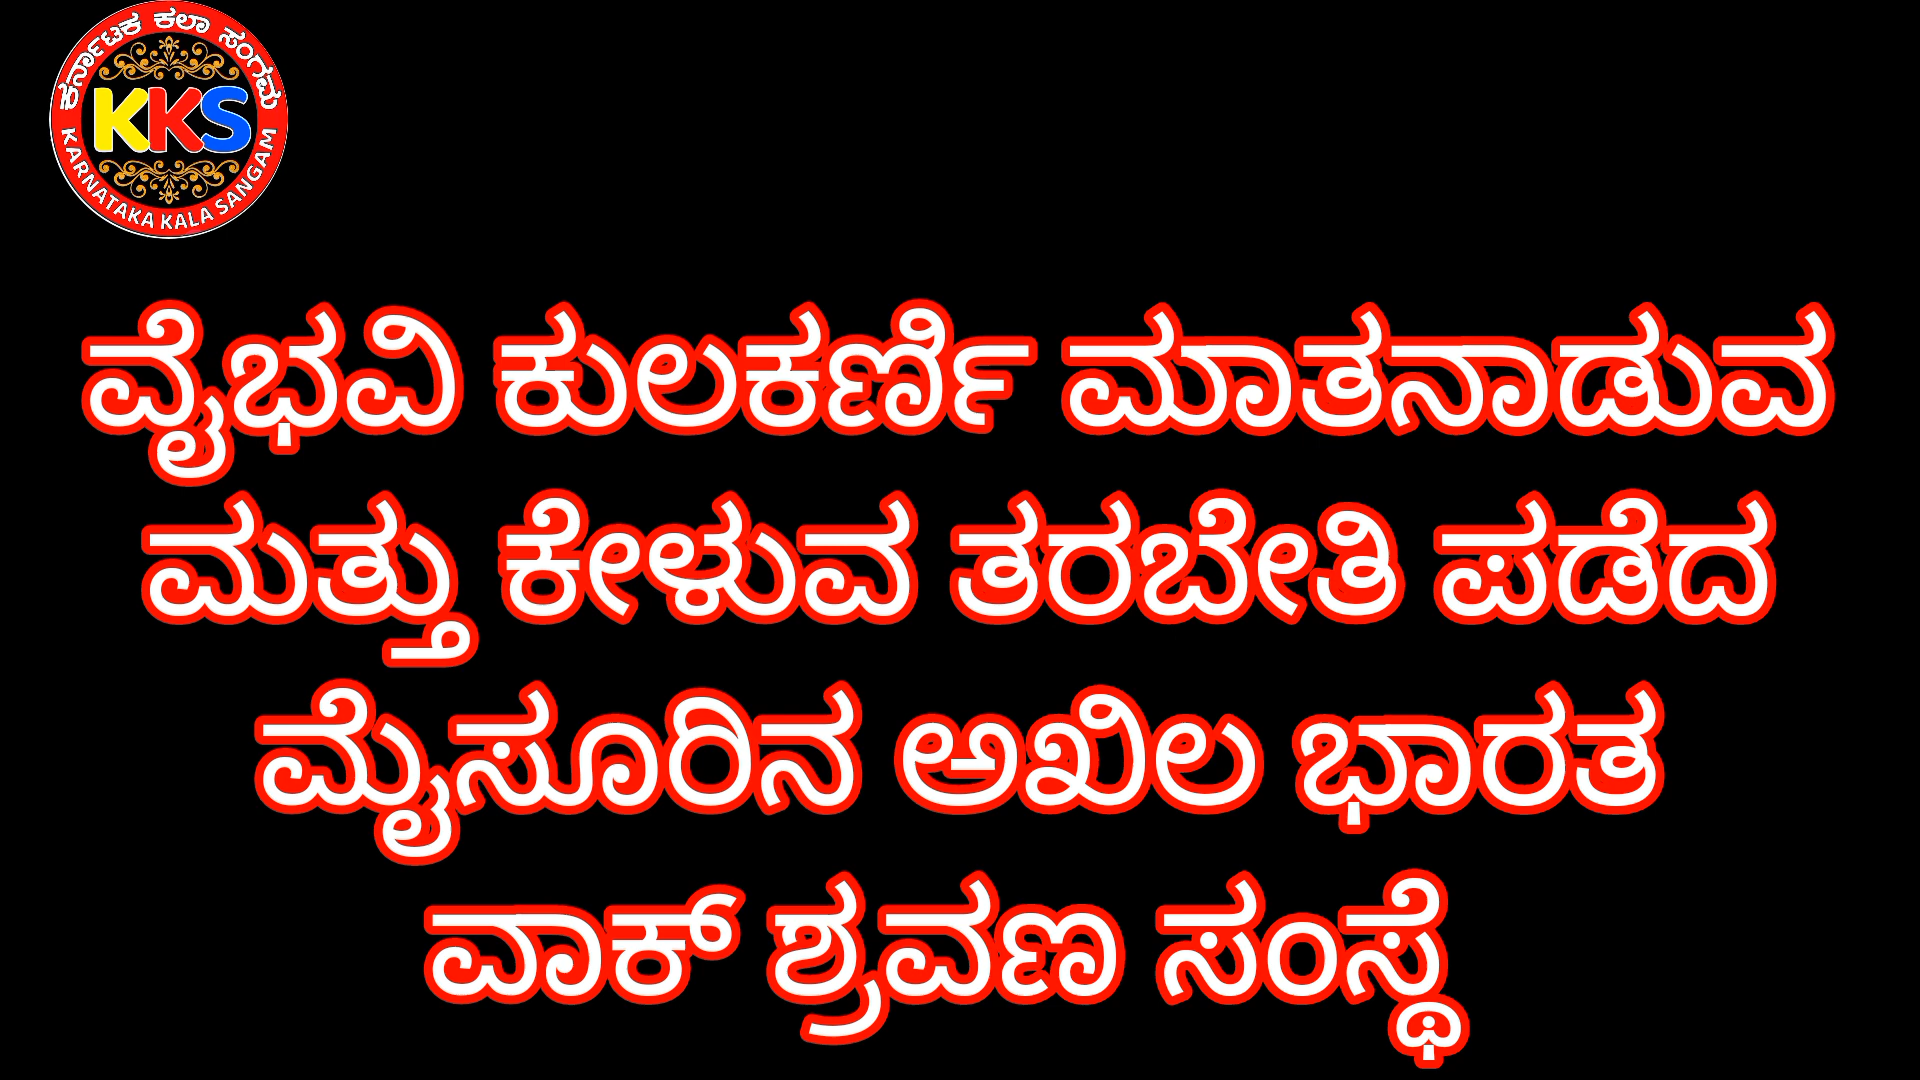 ಕರ್ನಾಟಕ ಕಲಾ ಸಂಗಮ
KKS
KARNATAKA KALA SANGAM
ವೈಭವಿ ಕುಲಕರ್ಣಿ ಮಾತನಾಡುವ
ಮತ್ತು ಕೇಳುವ ತರಬೇತಿ ಪಡೆದ
ಮೈಸೂರಿನ ಅಖಿಲ ಭಾರತ
ವಾಕ್ ಶ್ರವಣ ಸಂಸ್ಥೆ